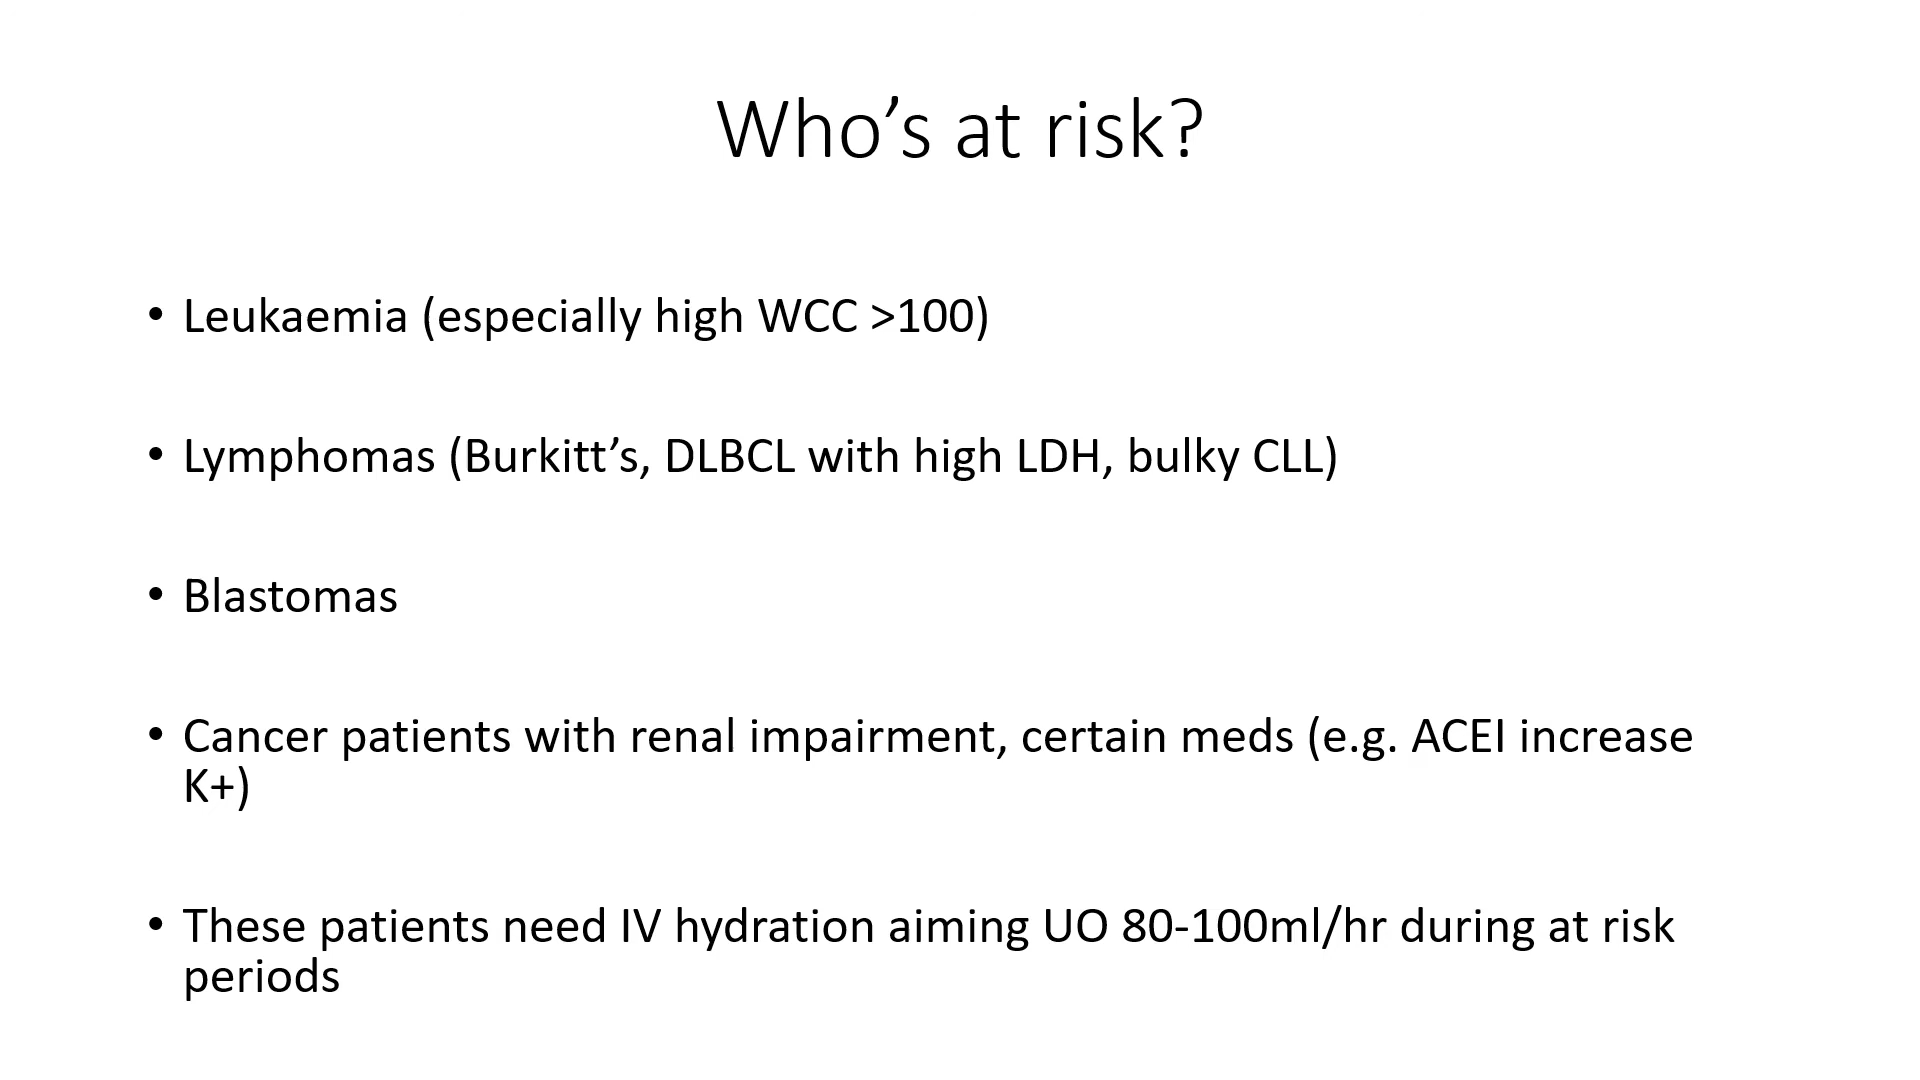 Who’s at risk?
• Leukaemia (especially high WCC >100)
• Lymphomas (Burkitt’s, DLBCL with high LDH, bulky CLL)
• Blastomas
• Cancer patients with renal impairment, certain meds (e.g. ACEI increase
K+)
• These patients need IV hydration aiming UO 80-100ml/hr during at risk
periods